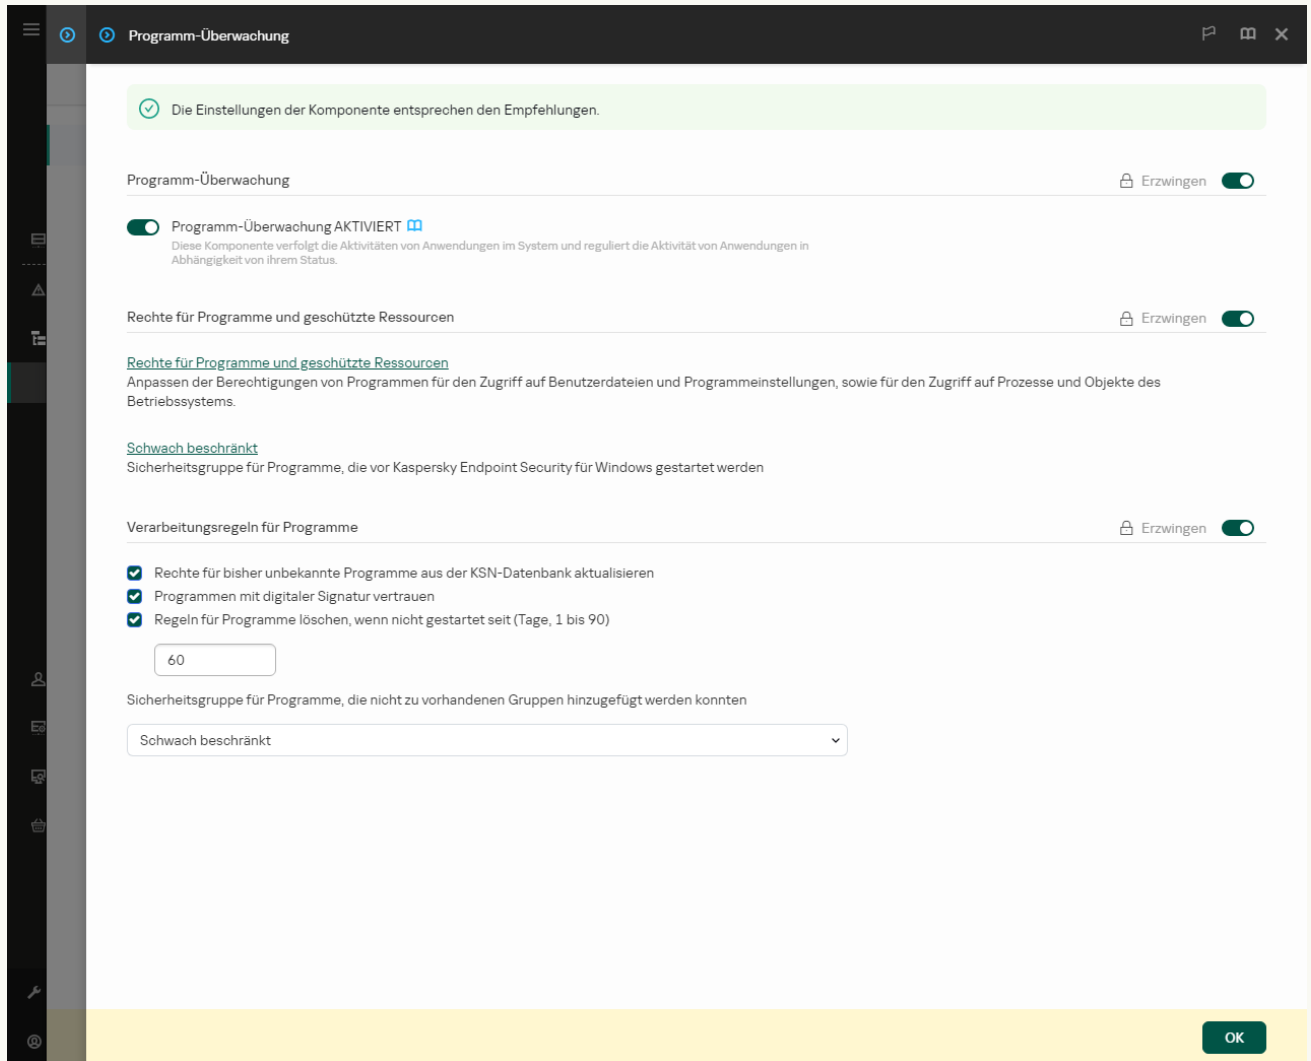 Programm-Überwachung
Die Einstellungen der Komponente entsprechen den Empfehlungen.
Programm-Überwachung
Erzwingen
Programm-Überwachung AKTIVIERT
Diese Komponente verfolgt die Aktivitäten von Anwendungen im System und reguliert die Aktivität von Anwendungen in
Abhängigkeit von ihrem Status.
Rechte für Programme und geschützte Ressourcen
Erzwingen
Rechte für Programme und geschützte Ressourcen
Anpassen der Berechtigungen von Programmen für den Zugriff auf Benutzerdateien und Programmeinstellungen, sowie für den Zugriff auf Prozesse und Objekte des
Betriebssystems.
Schwach beschränkt
Sicherheitsgruppe für Programme, die vor Kaspersky Endpoint Security für Windows gestartet werden
Verarbeitungsregeln für Programme
Erzwingen
Rechte für bisher unbekannte Programme aus der KSN-Datenbank aktualisieren
Programmen mit digitaler Signatur vertrauen
Regeln für Programme löschen, wenn nicht gestartet seit (Tage, 1 bis 90)
60
Sicherheitsgruppe für Programme, die nicht zu vorhandenen Gruppen hinzugefügt werden konnten
Schwach beschränkt
OK